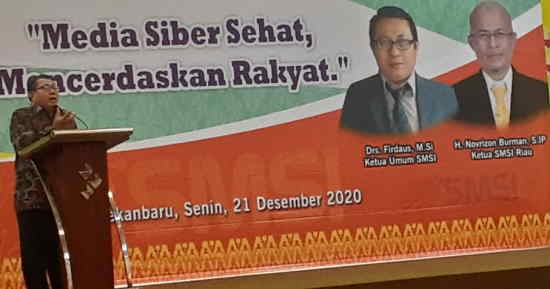 "Media Siber Sehat,
Mencerdaskan Rakyat."
Drs. Firdaus, M.Si
Ketua Umum SMSI
H. Novrizon Burman, S.IP
Ketua SMSI Riau
SMSI
ekanbaru, Senin, 21 Desember 2020